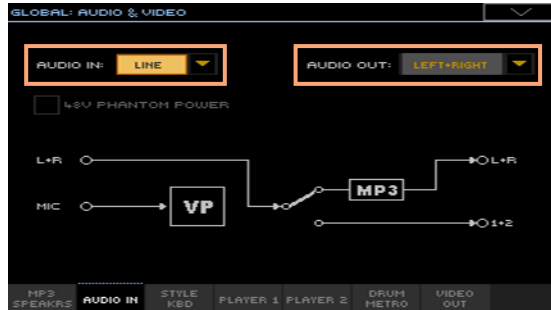 GLOBAL: AUDIO & VIDEO
AUDIO IN: LINE AUDIO OUT: LEFT+RIGHT
48V PHANTOM POWER
L+R MP3 L+R
MIC VP 1+2
MP3 SPEAKRS AUDIO IN STYLE KBD PLAYER 1 PLAYER 2 DRUM METRO VIDEO OUT